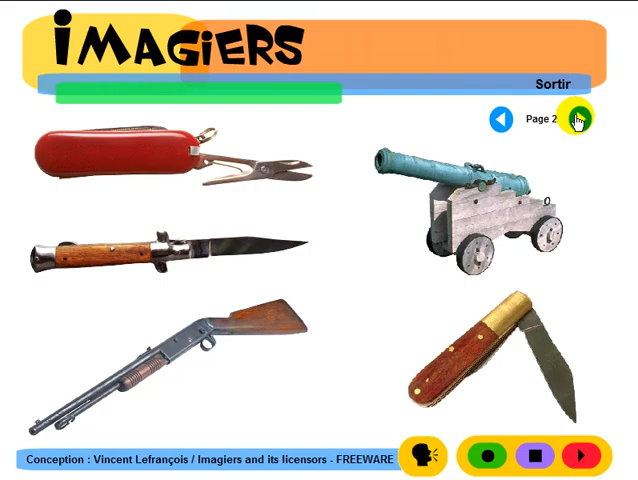 iMAGiERS
Sortir
Page 2
Conception : Vincent Lefrançois / Imagiers and its licensors - FREEWARE